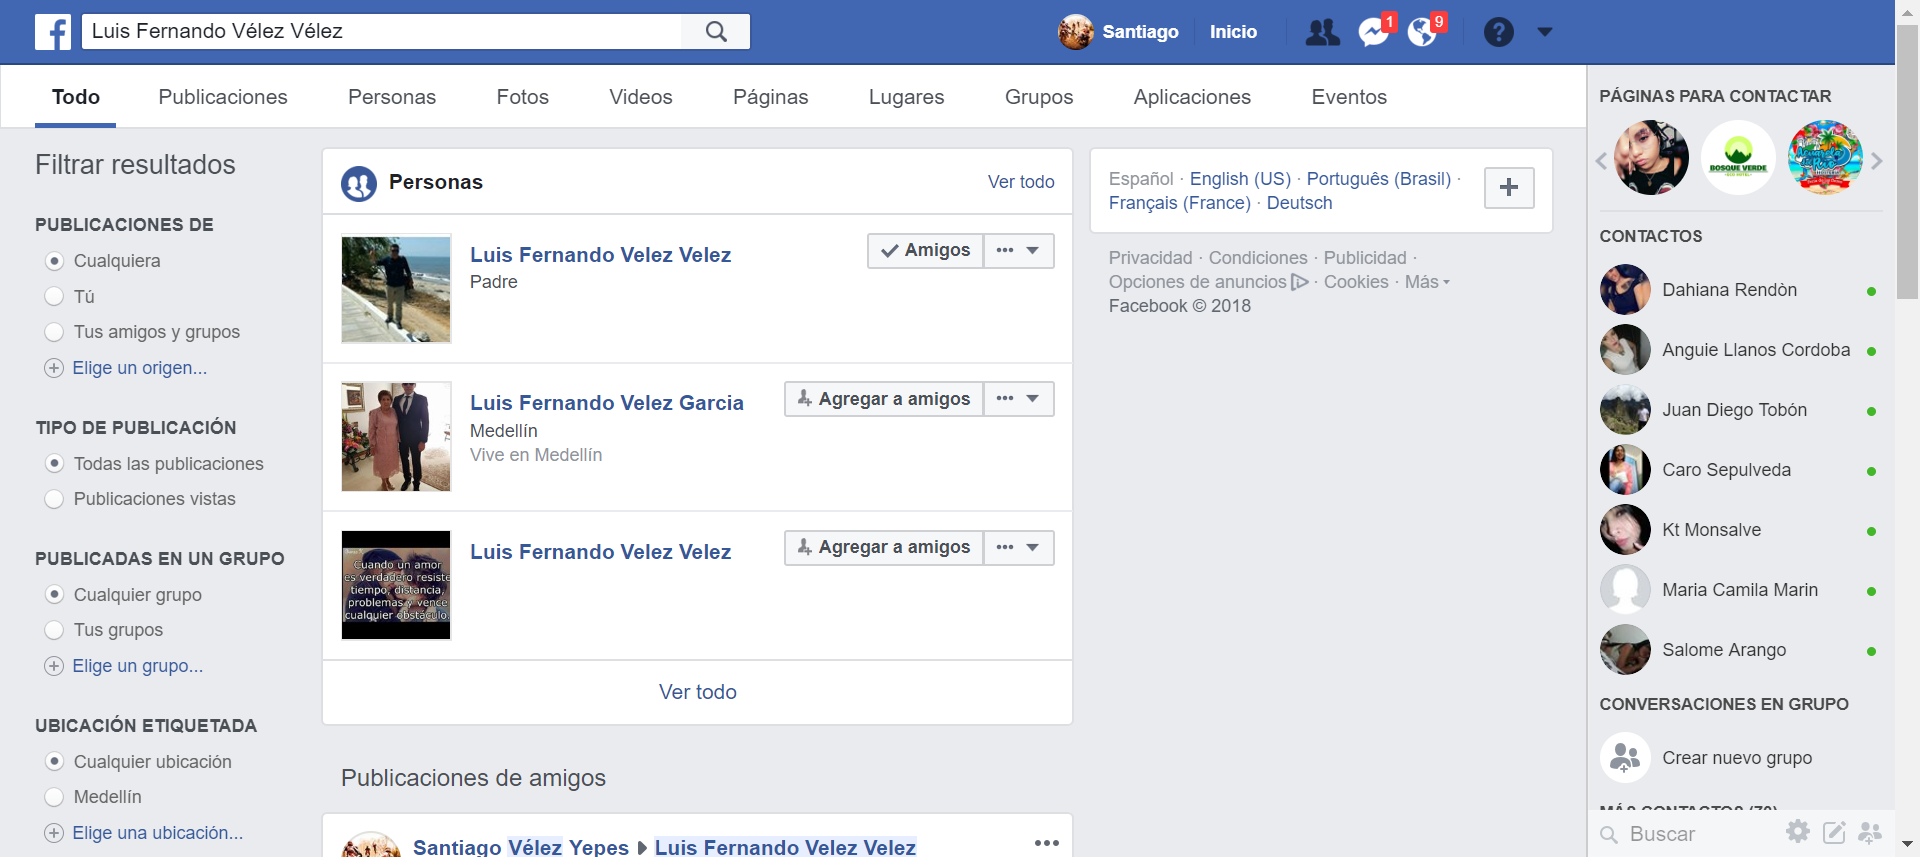 Luis Fernando Vélez Vélez
Santiago
Inicio
1
9
Todo
Publicaciones
Personas
Fotos
Videos
Páginas
Lugares
Grupos
Aplicaciones
Eventos
Filtrar resultados
PUBLICACIONES DE
Cualquiera
Tú
Tus amigos y grupos
Elige un origen...
TIPO DE PUBLICACIÓN
Todas las publicaciones
Publicaciones vistas
PUBLICADAS EN UN GRUPO
Cualquier grupo
Tus grupos
Elige un grupo...
UBICACIÓN ETIQUETADA
Cualquier ubicación
Medellín
Elige una ubicación...
Personas
Ver todo
Luis Fernando Velez Velez
Padre
Amigos
Luis Fernando Velez Garcia
Medellín
Vive en Medellín
Agregar a amigos
Cuando un amor
es verdadero resiste
tiempo, distancia,
problemas y vence
cualquier obstáculo.
Luis Fernando Velez Velez
Agregar a amigos
Ver todo
Publicaciones de amigos
Santiago Vélez Yepes Luis Fernando Velez Velez
Español · English (US) · Português (Brasil) ·
Français (France) · Deutsch
Privacidad · Condiciones · Publicidad ·
Opciones de anuncios · Cookies · Más
Facebook © 2018
PÁGINAS PARA CONTACTAR
BOSQUE VERDE
Acuarela
del Río
CONTACTOS
Dahiana Rendòn
Anguie Llanos Cordoba
Juan Diego Tobón
Caro Sepulveda
Kt Monsalve
Maria Camila Marin
Salome Arango
CONVERSACIONES EN GRUPO
Crear nuevo grupo
MÁS CONTACTOS (70)
Buscar